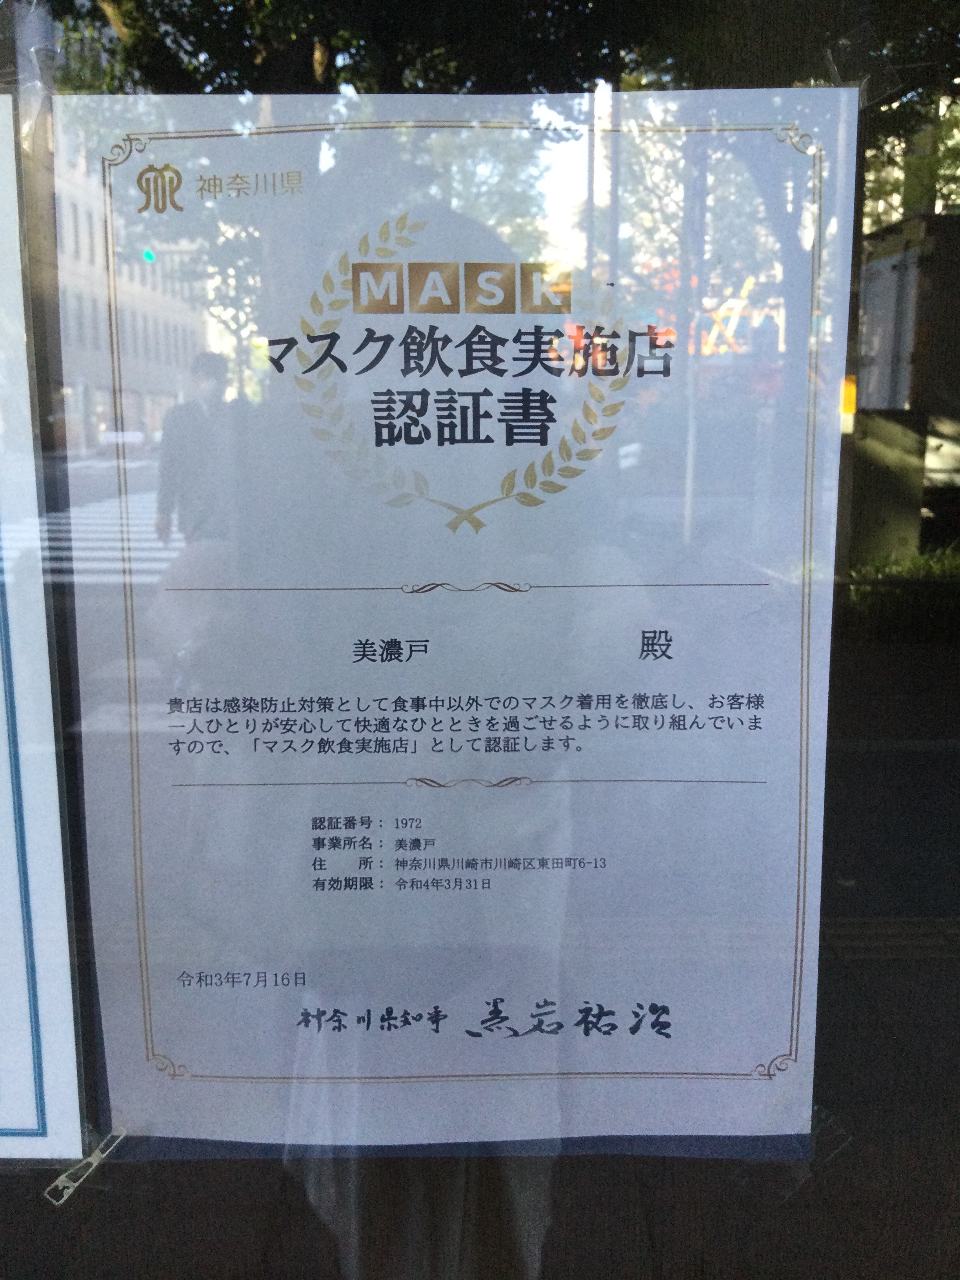 神奈川県
MASK
マスク飲食実施店
認証書
美濃戸 殿
貴店は感染防止対策として食事中以外でのマスク着用を徹底し、お客様
一人ひとりが安心して快適なひとときを過ごせるように取り組んでいま
すので、「マスク飲食実施店」として認証します。
認証番号： 1972
事業所名： 美濃戸
住　　所： 神奈川県川崎市川崎区東田町6-13
有効期限： 令和4年3月31日
令和3年7月16日
神奈川県知事 黒岩祐治